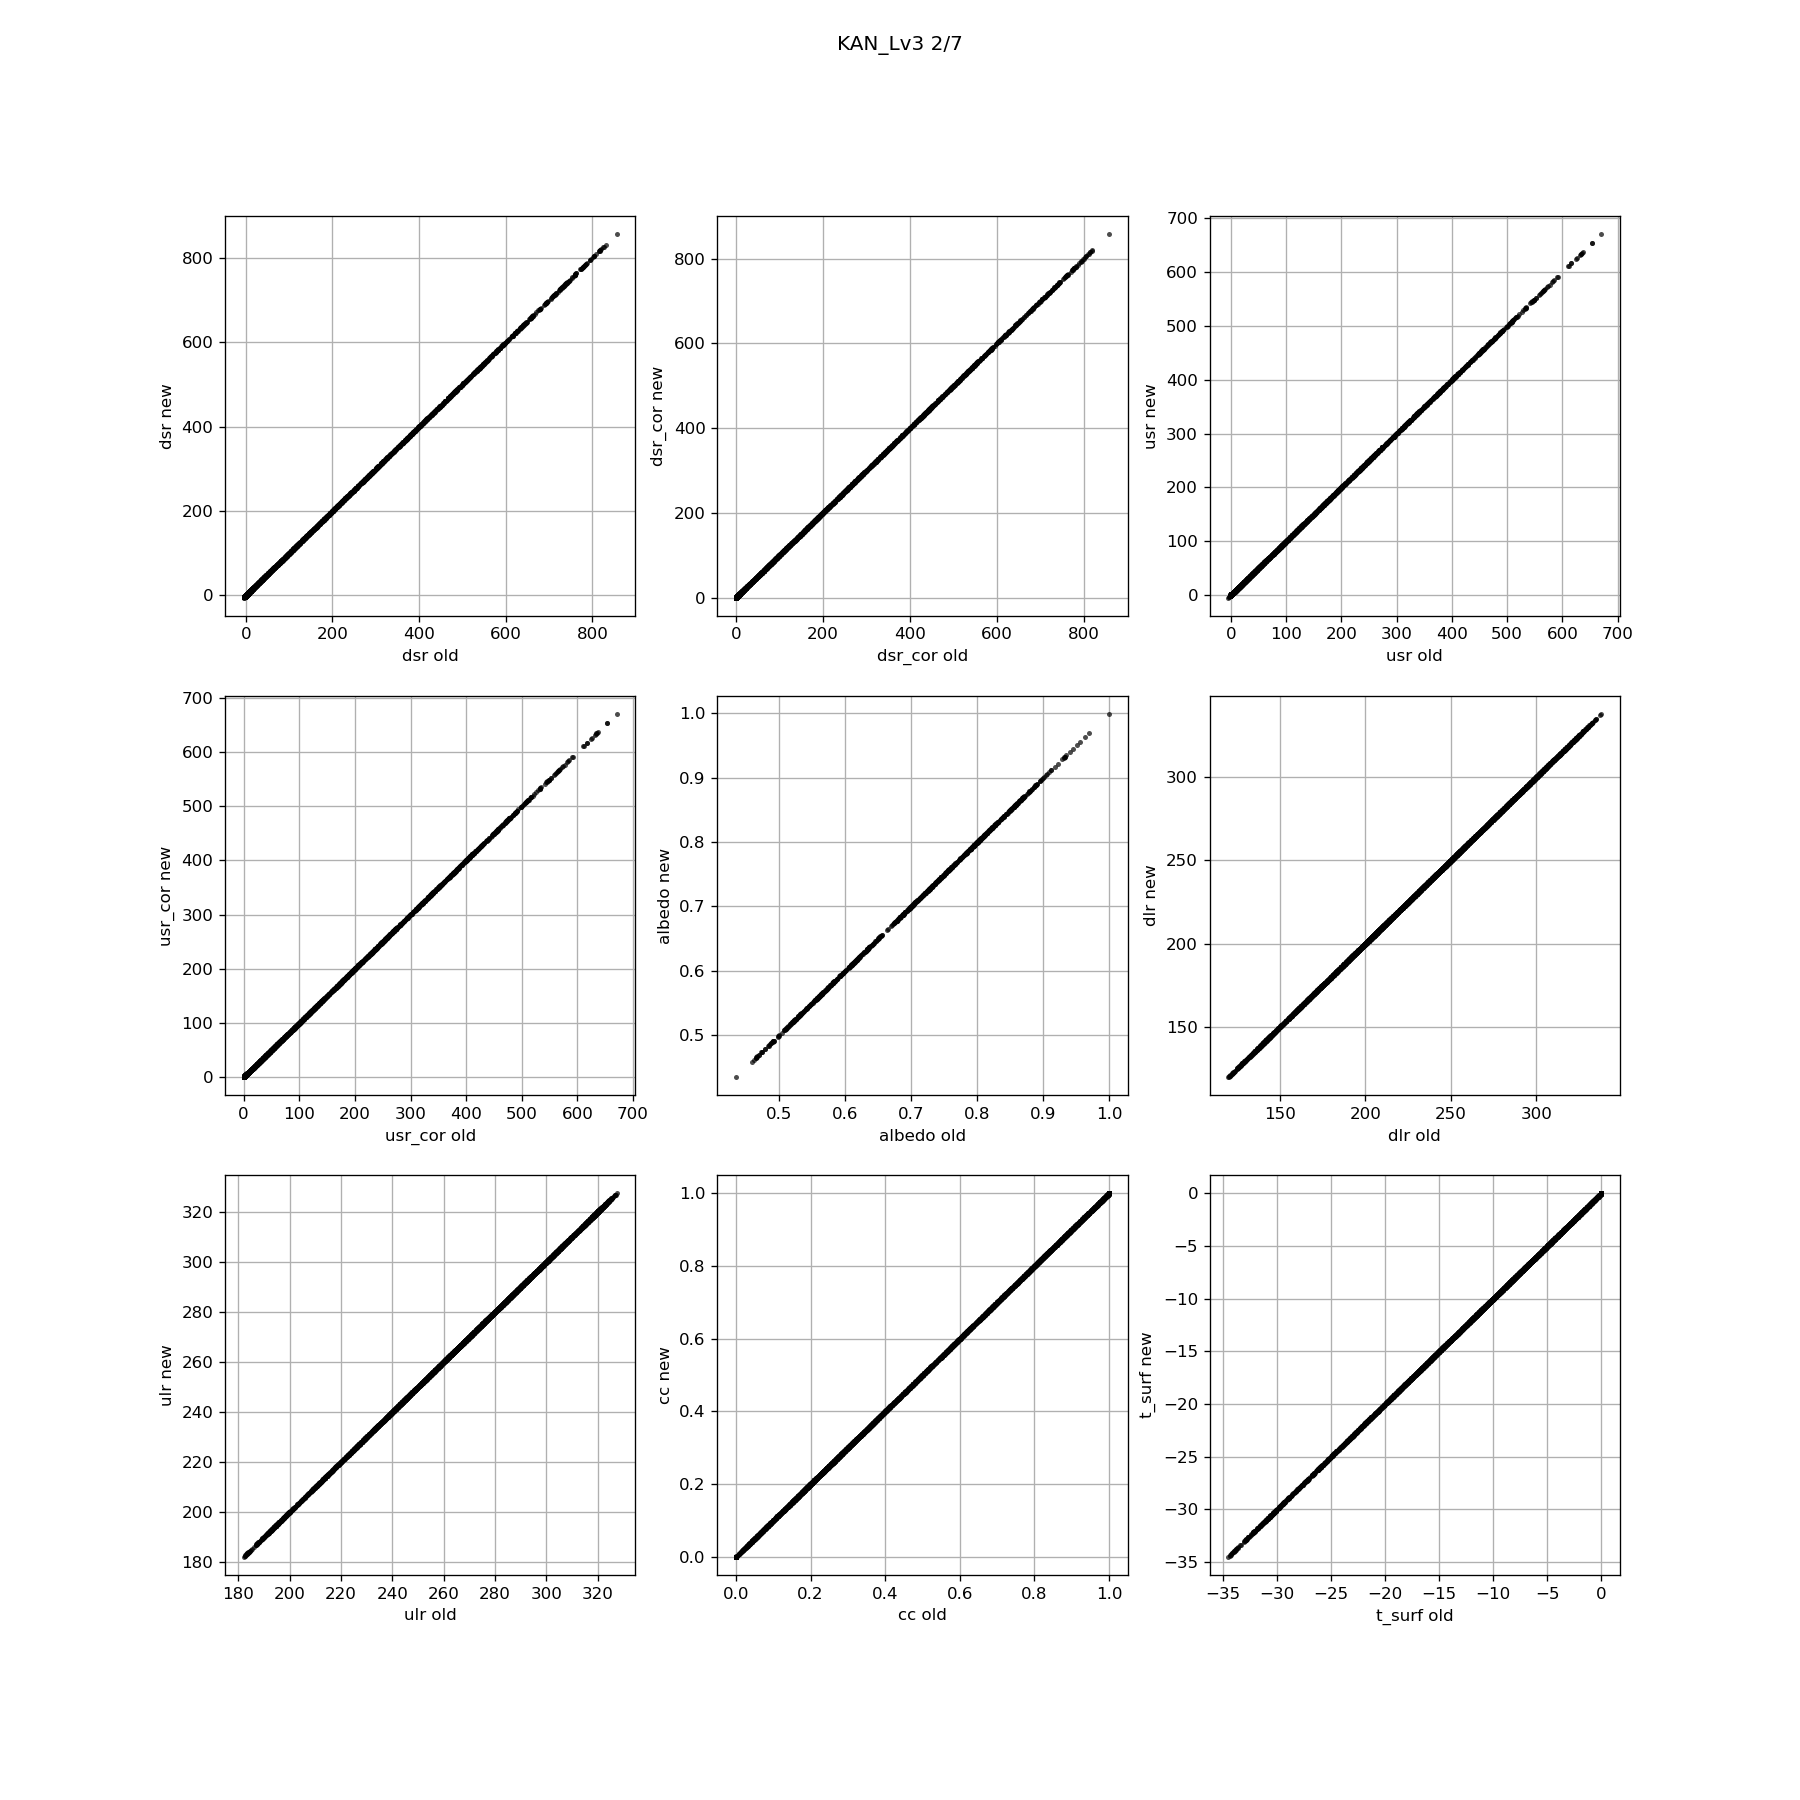 KAN_Lv3 2/7
800
600
400
200
0
dsr new
0 200 400 600 800
dsr old
800
600
400
200
0
dsr_cor new
0 200 400 600 800
dsr_cor old
700
600
500
400
300
200
100
0
usr new
0 100 200 300 400 500 600 700
usr old
700
600
500
400
300
200
100
0
usr_cor new
0 100 200 300 400 500 600 700
usr_cor old
1.0
0.9
0.8
0.7
0.6
0.5
albedo new
0.5 0.6 0.7 0.8 0.9 1.0
albedo old
300
250
200
150
dlr new
150 200 250 300
dlr old
320
300
280
260
240
220
200
180
ulr new
180 200 220 240 260 280 300 320
ulr old
1.0
0.8
0.6
0.4
0.2
0.0
cc new
0.0 0.2 0.4 0.6 0.8 1.0
cc old
0
−5
−10
−15
−20
−25
−30
−35
t_surf new
−35 −30 −25 −20 −15 −10 −5 0
t_surf old